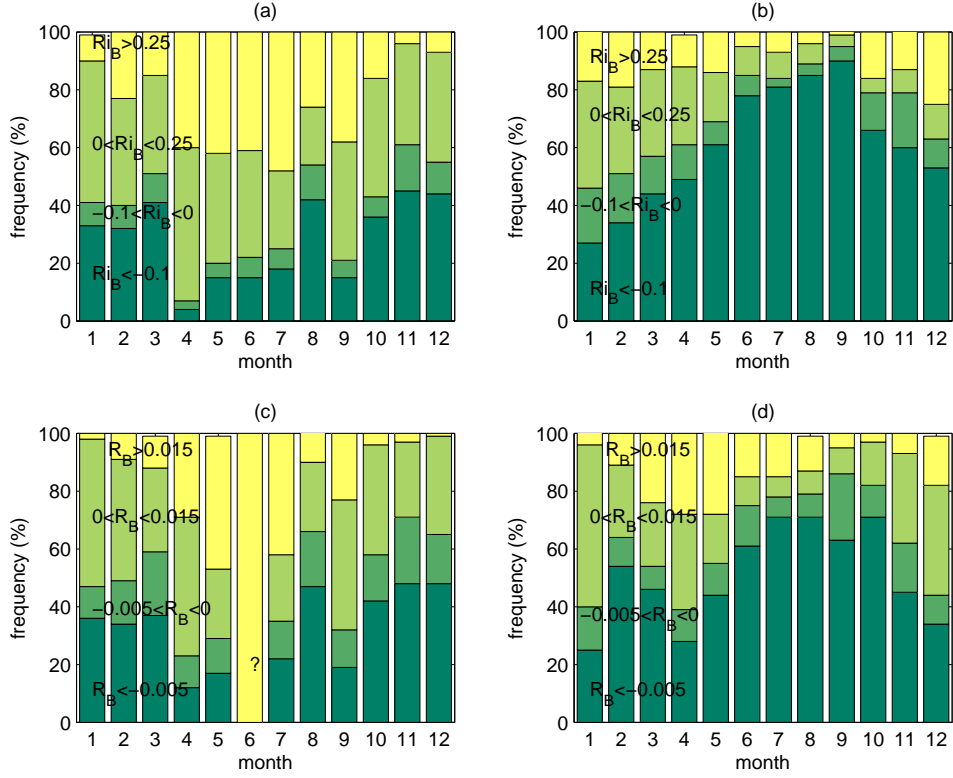 (a)
100
80
60
40
20
0
frequency (%)
Ri_B>0.25
0<Ri_B<0.25
−0.1<Ri_B<0
Ri_B<−0.1
1 2 3 4 5 6 7 8 9 10 11 12
month
(b)
100
80
60
40
20
0
frequency (%)
Ri_B>0.25
0<Ri_B<0.25
−0.1<Ri_B<0
Ri_B<−0.1
1 2 3 4 5 6 7 8 9 10 11 12
month
(c)
100
80
60
40
20
0
frequency (%)
R_B>0.015
0<R_B<0.015
−0.005<R_B<0
?
R_B<−0.005
1 2 3 4 5 6 7 8 9 10 11 12
month
(d)
100
80
60
40
20
0
frequency (%)
R_B>0.015
0<R_B<0.015
−0.005<R_B<0
R_B<−0.005
1 2 3 4 5 6 7 8 9 10 11 12
month